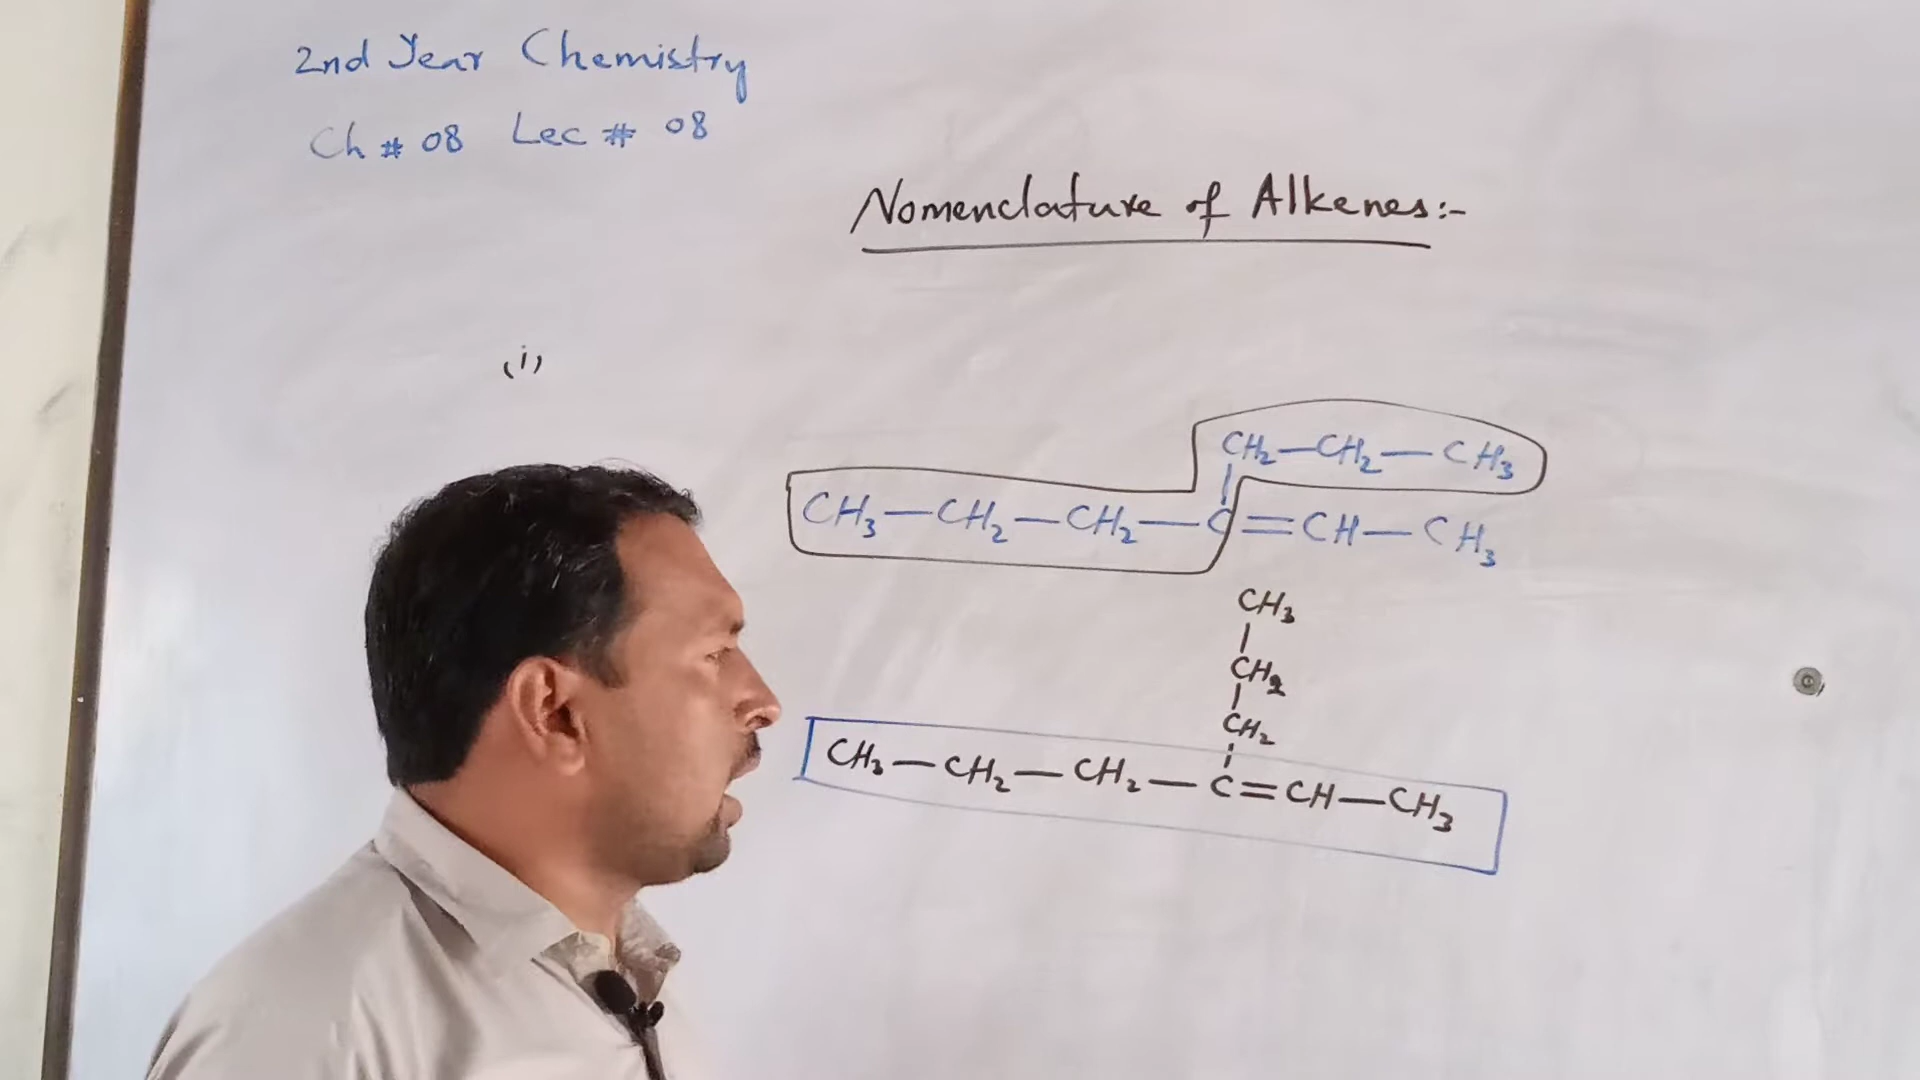 2nd Year Chemistry
Ch # 08 Lec # 08
Nomenclature of Alkenes:-
(i)
CH₂—CH₂—CH₃
|
CH₃—CH₂—CH₂—C=CH—CH₃
CH₃
|
CH₂
|
CH₂
¦
CH₃—CH₂—CH₂—C=CH—CH₃